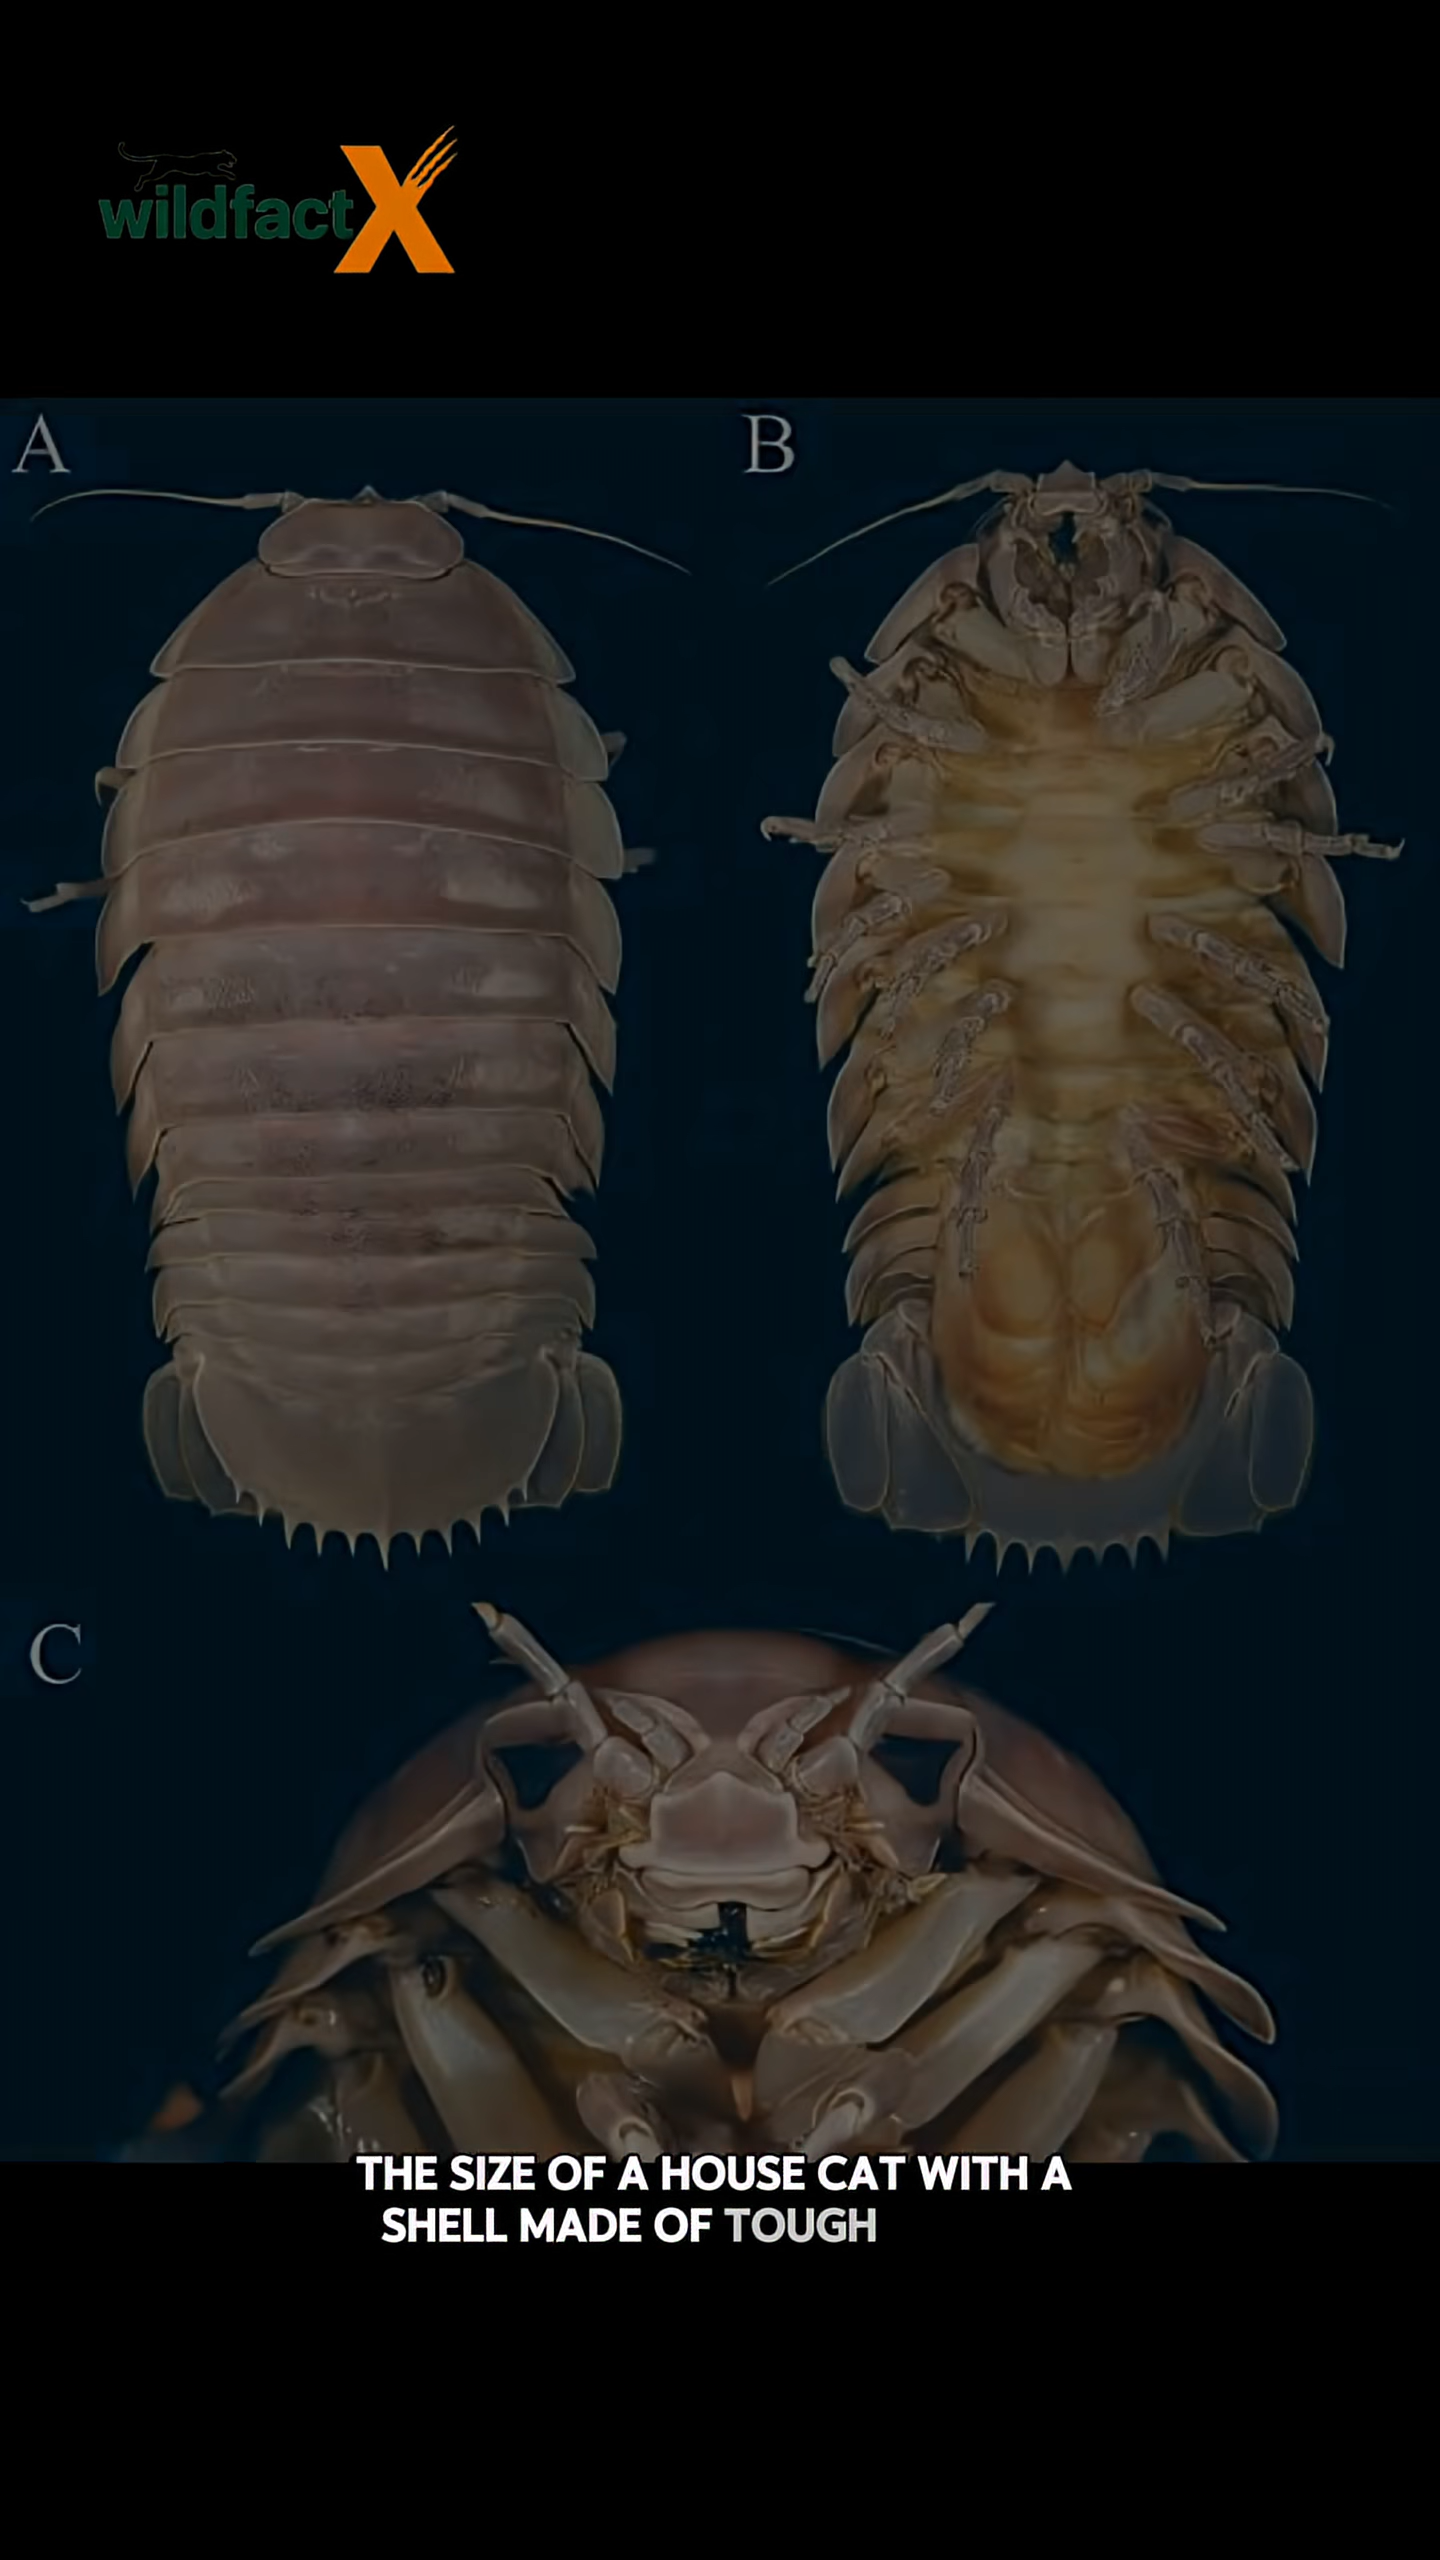 wildfactX
A
B
C
THE SIZE OF A HOUSE CAT WITH A
SHELL MADE OF TOUGH